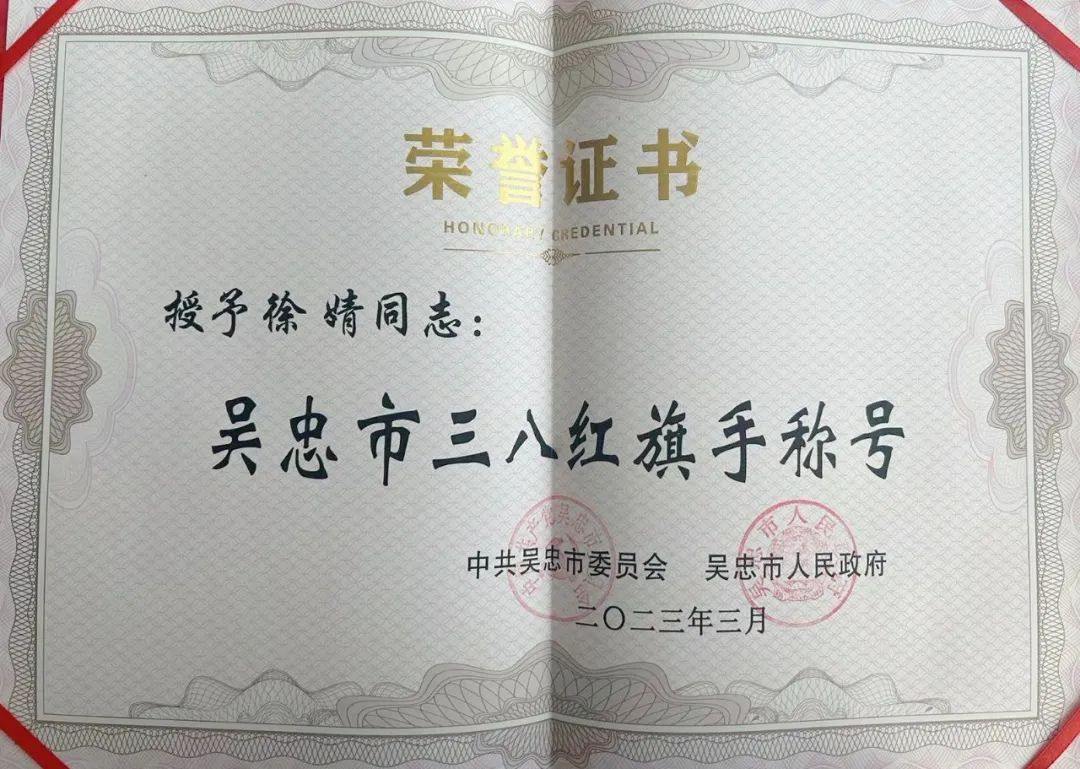 荣誉证书
HONORARY CREDENTIAL
授予徐婧同志：
吴忠市三八红旗手称号
中共吴忠市委员会 吴忠市人民政府
二〇二三年三月